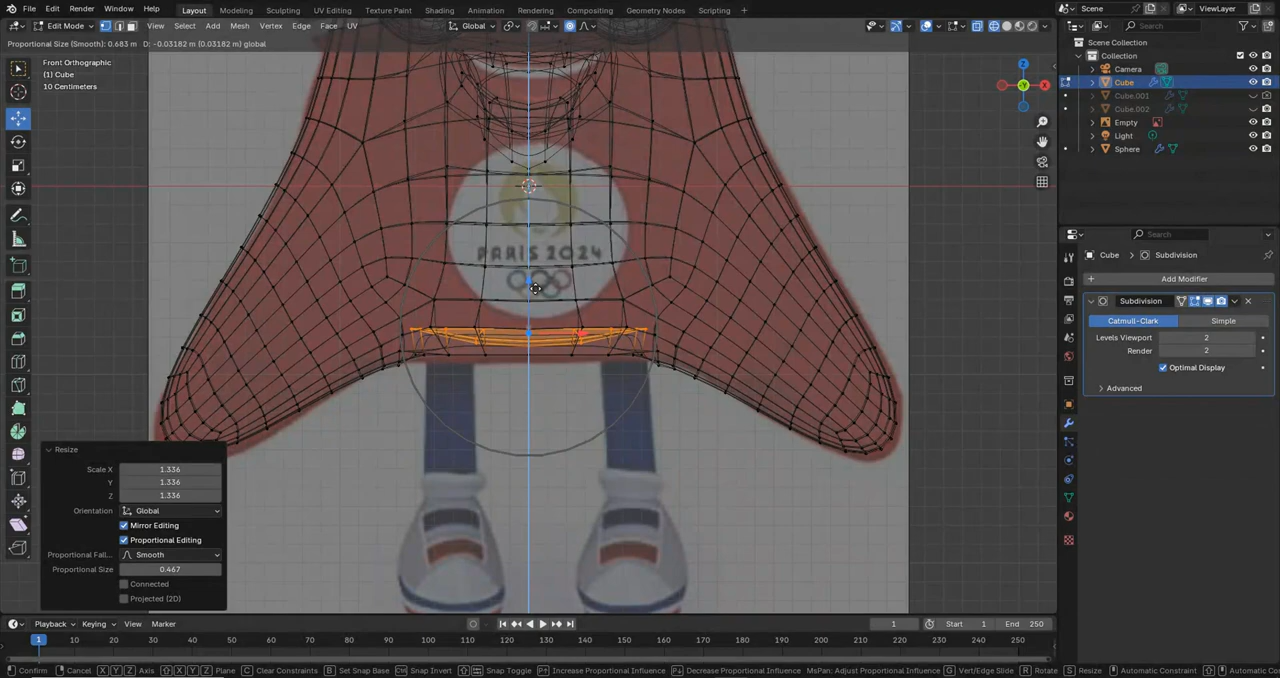 File Edit Render Window Help Layout Modeling Sculpting UV Editing Texture Paint Shading Animation Rendering Compositing Geometry Nodes Scripting Scene ViewLayer
Edit Mode View Select Add Mesh Vertex Edge Face UV Global Search
Proportional Size (Smooth): 0.683 m D: -0.03182 m (0.03182 m) global
Front Orthographic
(1) Cube
10 Centimeters
X
Y
Z
Scene Collection
Collection
Camera
Cube
Cube.001
Cube.002
Empty
Light
Sphere
Search
Cube > Subdivision
+ Add Modifier
Subdivision
Catmull-Clark Simple
Levels Viewport 2
Render 2
Optimal Display
Advanced
PARIS 2024
Resize
Scale X 1.336
Y 1.336
Z 1.336
Orientation Global
Mirror Editing
Proportional Editing
Proportional Fall... Smooth
Proportional Size 0.467
Connected
Projected (2D)
Playback Keying View Marker 1 Start 1 End 250
1 10 20 30 40 50 60 70 80 90 100 110 120 130 140 150 160 170 180 190 200 210 220 230 240 250
Confirm Cancel X Y Z Axis X Y Z Plane C Clear Constraints B Set Snap Base Snap Invert Snap Toggle Increase Proportional Influence Decrease Proportional Influence MsPan: Adjust Proportional Influence G Vert/Edge Slide R Rotate S Resize Automatic Constraint Automatic Co